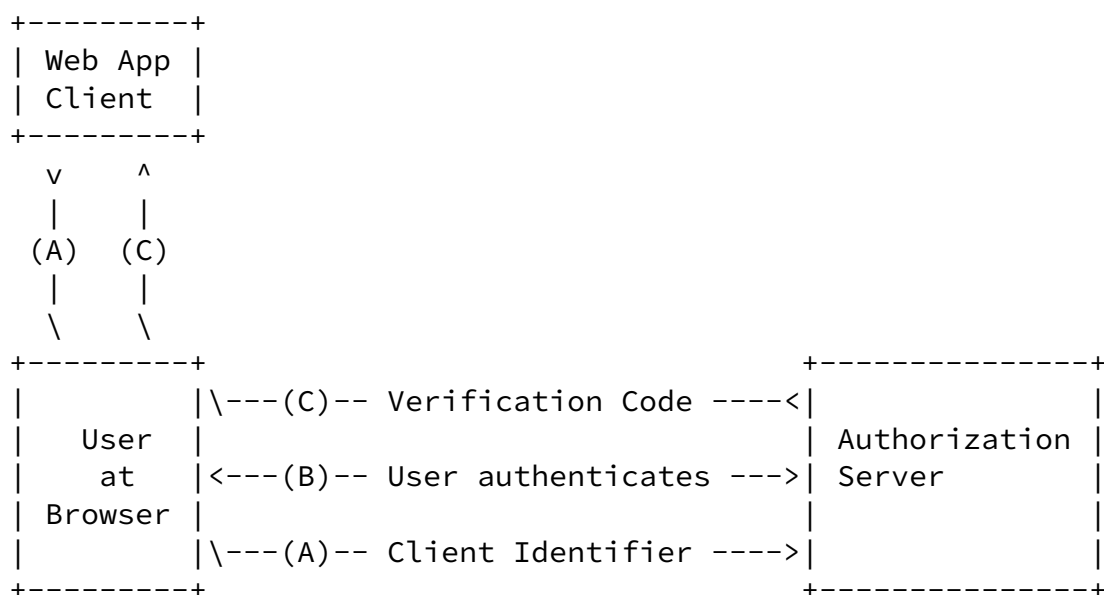 +---------+
| Web App |
| Client  |
+---------+
  v    ^
  |    |
 (A)  (C)
  |    |
  \    \
+---------+                                 +---------------+
|         |\---(C)-- Verification Code ----<|               |
|   User  |                                 | Authorization |
|    at   |<---(B)-- User authenticates --->| Server        |
| Browser |                                 |               |
|         |\---(A)-- Client Identifier ---->|               |
+---------+                                 +---------------+